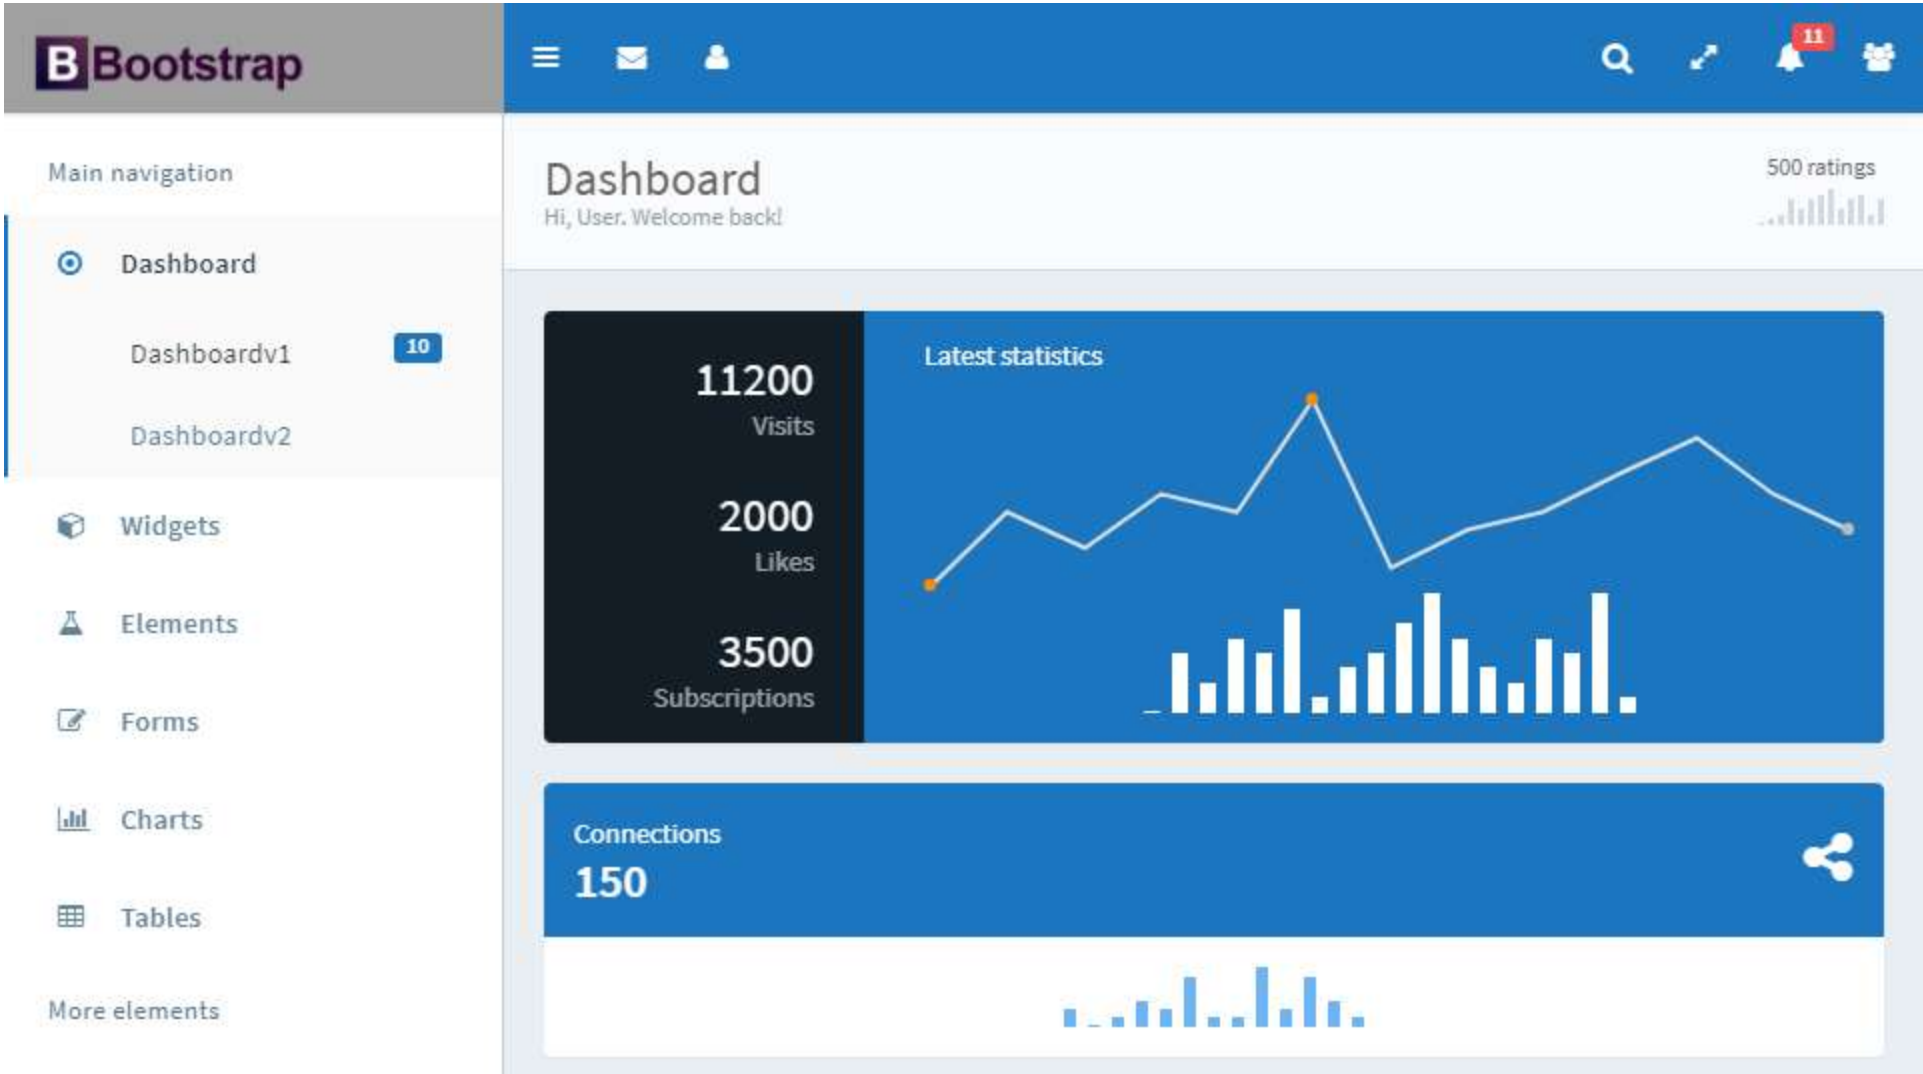 B Bootstrap
11
Main navigation
Dashboard
Dashboardv1
10
Dashboardv2
Widgets
Elements
Forms
Charts
Tables
More elements
Dashboard
Hi, User. Welcome back!
500 ratings
11200
Visits
2000
Likes
3500
Subscriptions
Latest statistics
Connections
150